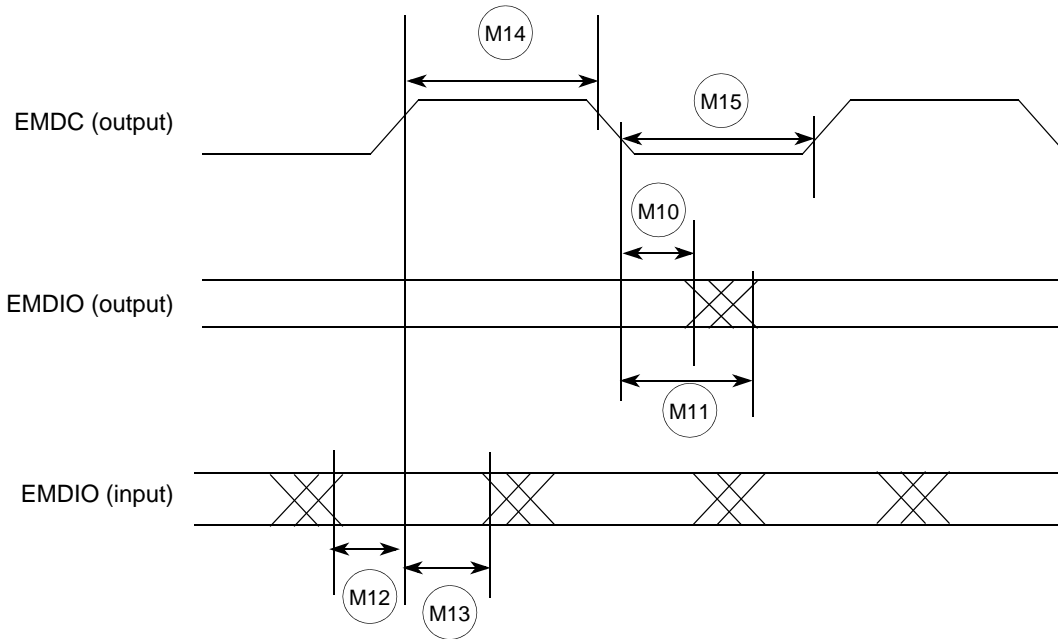 M14
EMDC (output)
M15
M10
EMDIO (output)
M11
EMDIO (input)
M12
M13